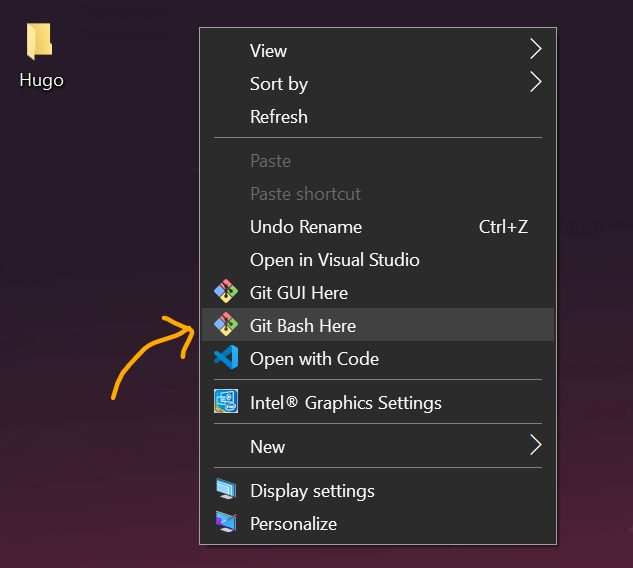 Hugo
View
Sort by
Refresh
Paste
Paste shortcut
Undo Rename Ctrl+Z
Open in Visual Studio
Git GUI Here
Git Bash Here
Open with Code
Intel® Graphics Settings
New
Display settings
Personalize